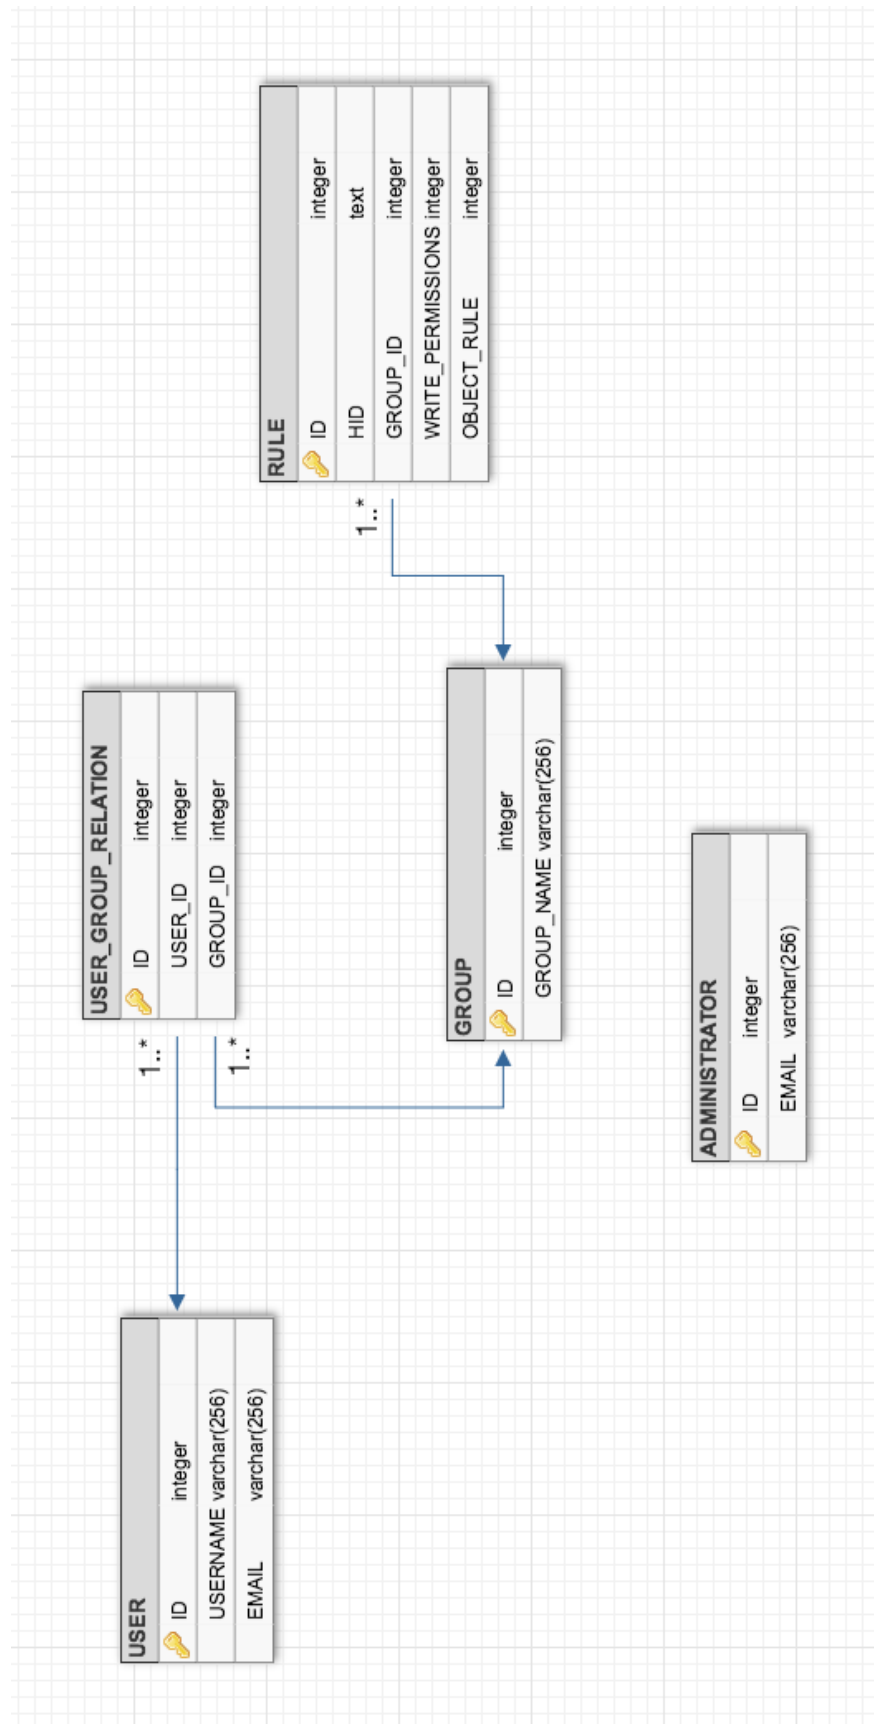 USER
ID integer
USERNAME varchar(256)
EMAIL varchar(256)
USER_GROUP_RELATION
ID integer
USER_ID integer
GROUP_ID integer
1..*
1..*
GROUP
ID integer
GROUP_NAME varchar(256)
ADMINISTRATOR
ID integer
EMAIL varchar(256)
RULE
ID integer
HID text
GROUP_ID integer
WRITE_PERMISSIONS integer
OBJECT_RULE integer
1..*